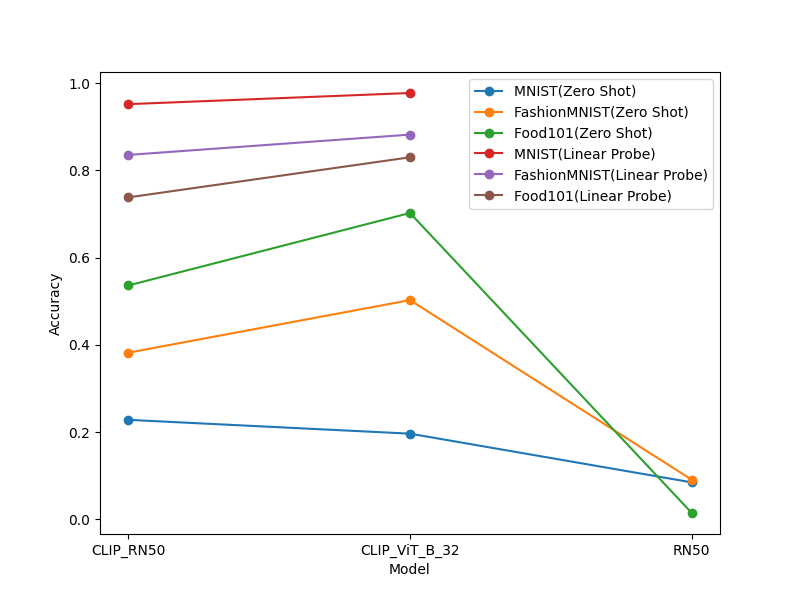 MNIST(Zero Shot)
FashionMNIST(Zero Shot)
Food101(Zero Shot)
MNIST(Linear Probe)
FashionMNIST(Linear Probe)
Food101(Linear Probe)
1.0
0.8
0.6
0.4
0.2
0.0
Accuracy
CLIP_RN50 CLIP_ViT_B_32 RN50
Model